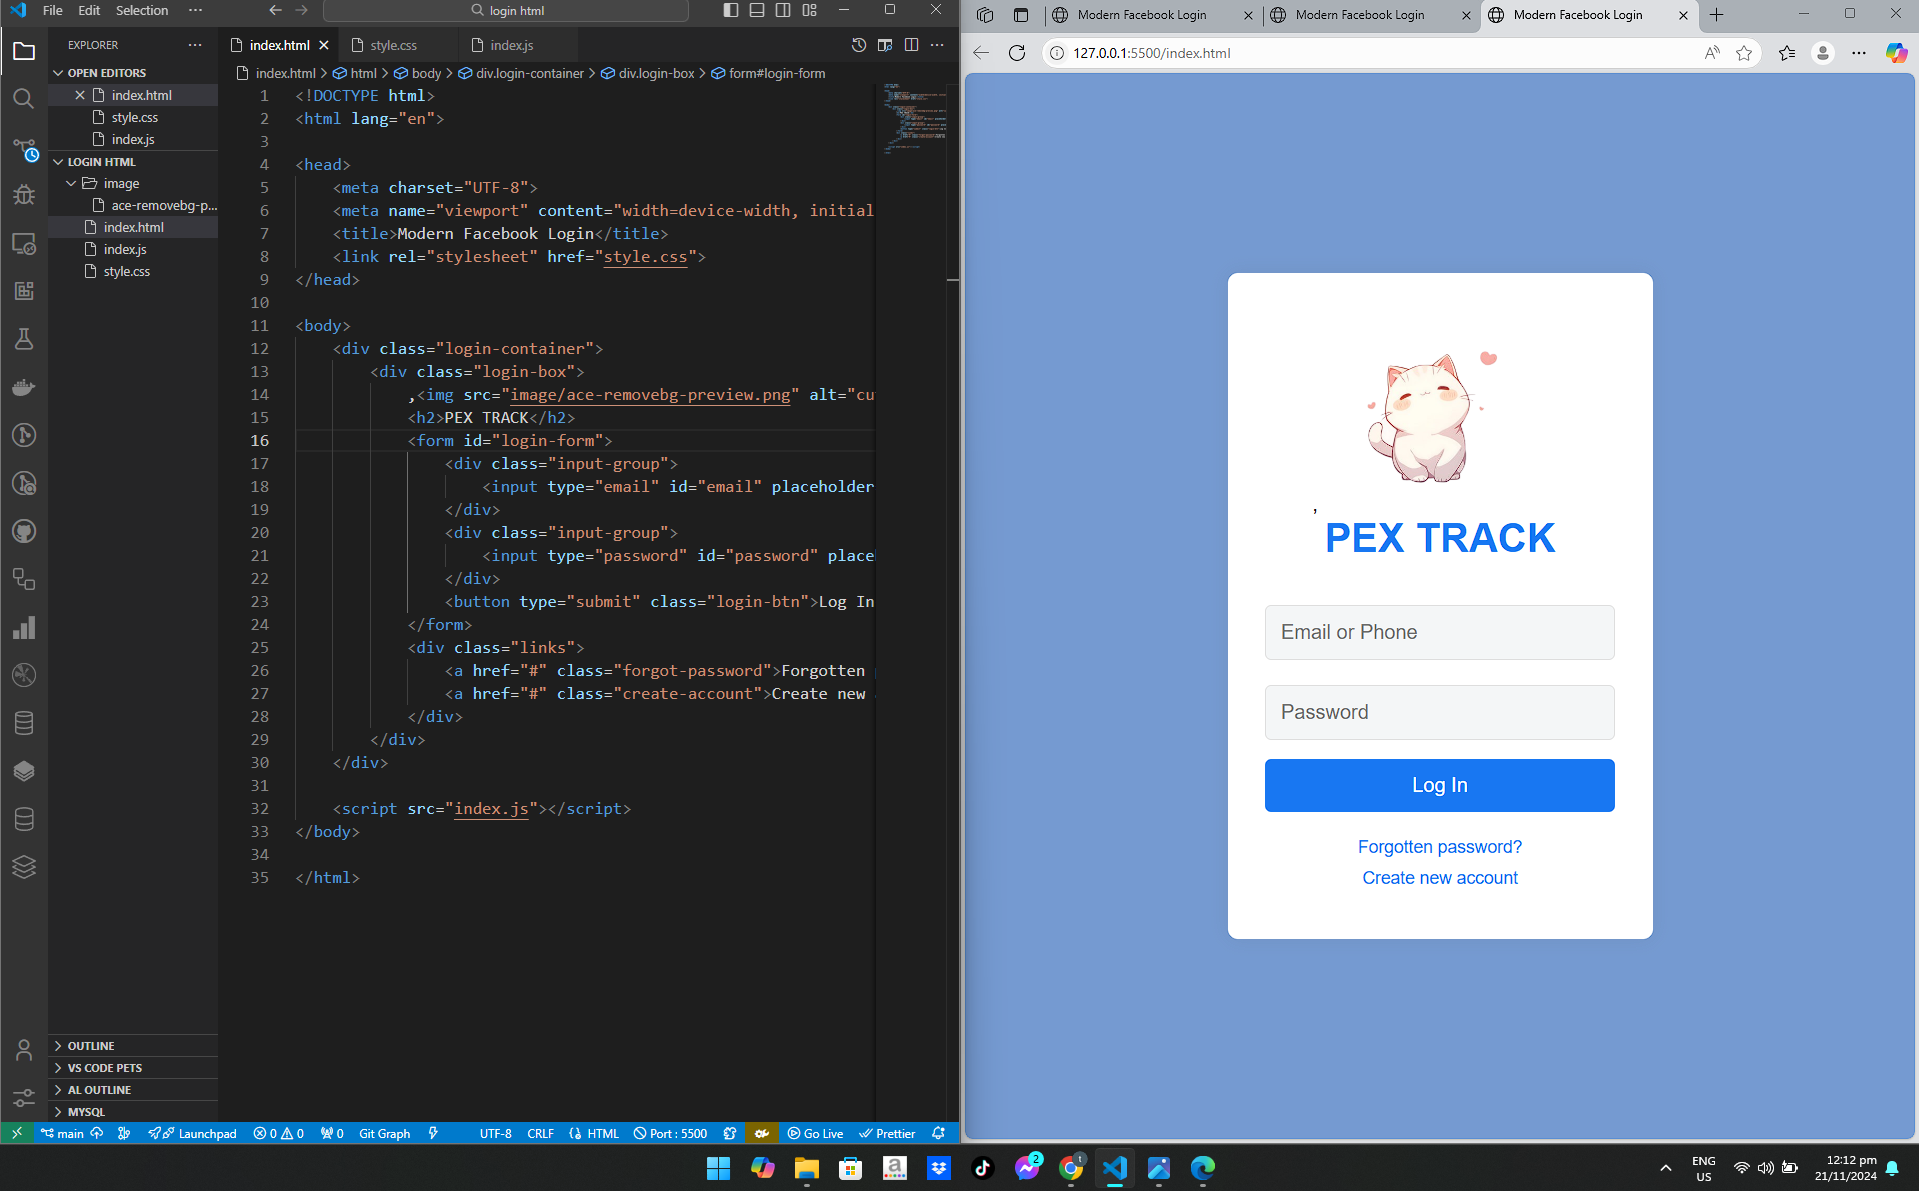 File Edit Selection ··· login html
EXPLORER ···
OPEN EDITORS
index.html
style.css
index.js
LOGIN HTML
image
ace-removebg-p...
index.html
index.js
style.css
OUTLINE
VS CODE PETS
AL OUTLINE
MYSQL
index.html style.css index.js
index.html > html > body > div.login-container > div.login-box > form#login-form
1 <!DOCTYPE html>
2 <html lang="en">
3
4 <head>
5 <meta charset="UTF-8">
6 <meta name="viewport" content="width=device-width, initial
7 <title>Modern Facebook Login</title>
8 <link rel="stylesheet" href="style.css">
9 </head>
10
11 <body>
12 <div class="login-container">
13 <div class="login-box">
14 ,<img src="image/ace-removebg-preview.png" alt="cu
15 <h2>PEX TRACK</h2>
16 <form id="login-form">
17 <div class="input-group">
18 <input type="email" id="email" placeholder
19 </div>
20 <div class="input-group">
21 <input type="password" id="password" place
22 </div>
23 <button type="submit" class="login-btn">Log In
24 </form>
25 <div class="links">
26 <a href="#" class="forgot-password">Forgotten
27 <a href="#" class="create-account">Create new
28 </div>
29 </div>
30 </div>
31
32 <script src="index.js"></script>
33 </body>
34
35 </html>
main Launchpad 0 0 0 Git Graph UTF-8 CRLF HTML Port : 5500 Go Live Prettier
Modern Facebook Login Modern Facebook Login Modern Facebook Login
127.0.0.1:5500/index.html
,
PEX TRACK
Email or Phone
Password
Log In
Forgotten password?
Create new account
a 2 t
ENG
US
12:12 pm
21/11/2024